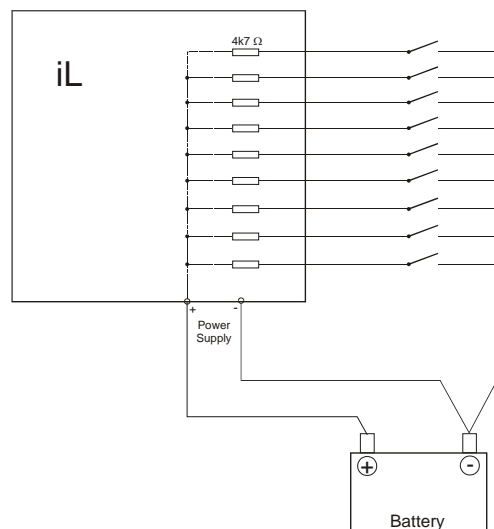 4k7 Ω
iL
+ -
Power
Supply
+ -
Battery